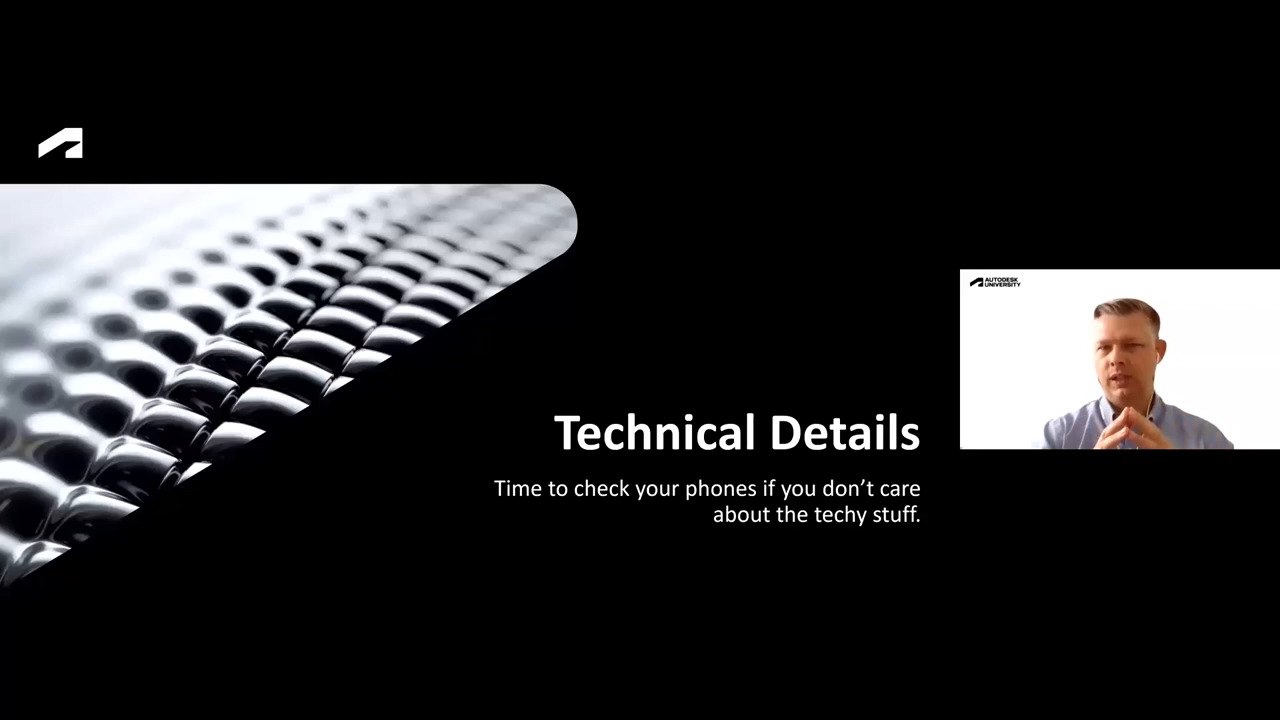 Technical Details
Time to check your phones if you don’t care
about the techy stuff.
AUTODESK
UNIVERSITY